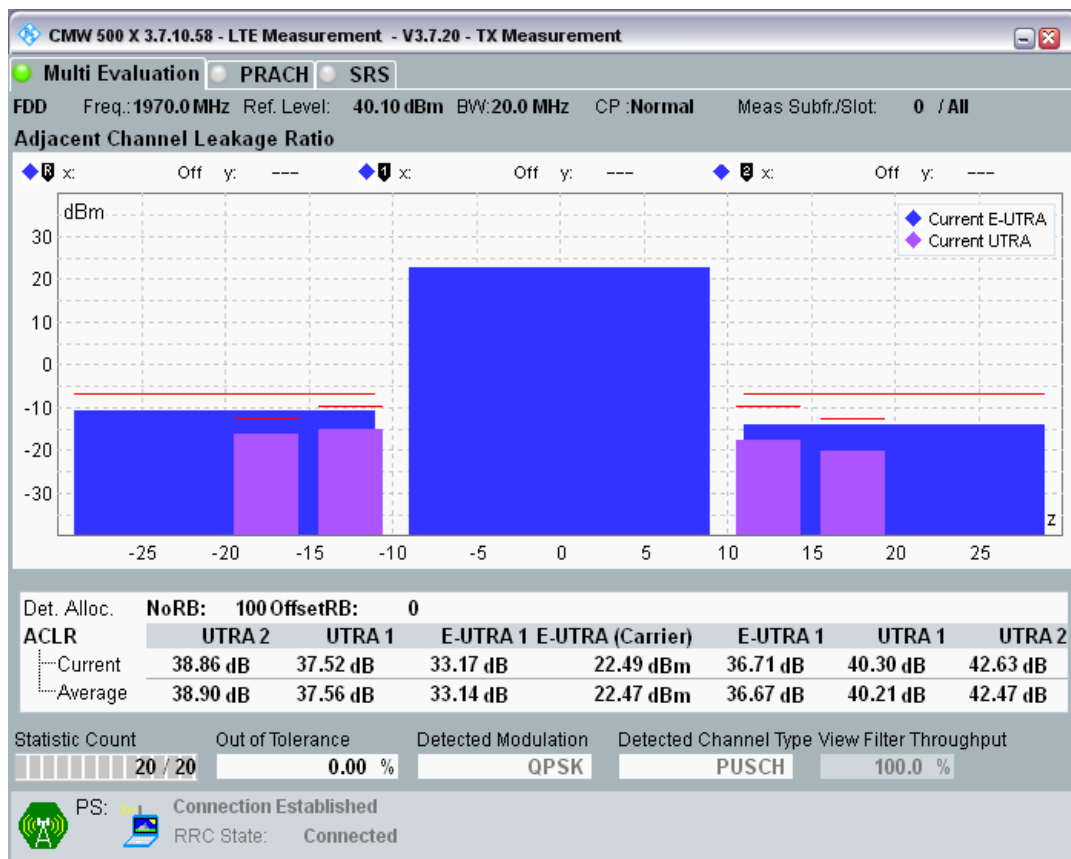 CMW 500 X 3.7.10.58 - LTE Measurement - V3.7.20 - TX Measurement
Multi Evaluation PRACH SRS
FDD Freq.:1970.0 MHz Ref. Level: 40.10 dBm BW:20.0 MHz CP :Normal Meas Subfr./Slot: 0 / All
Adjacent Channel Leakage Ratio
R x: Off y: --- 1 x: Off y: --- 2 x: Off y: ---
dBm
Current E-UTRA
Current UTRA
30
20
10
0
-10
-20
-30
z
-25 -20 -15 -10 -5 0 5 10 15 20 25
Det. Alloc. NoRB: 100 OffsetRB: 0
ACLR UTRA 2 UTRA 1 E-UTRA 1 E-UTRA (Carrier) E-UTRA 1 UTRA 1 UTRA 2
Current 38.86 dB 37.52 dB 33.17 dB 22.49 dBm 36.71 dB 40.30 dB 42.63 dB
Average 38.90 dB 37.56 dB 33.14 dB 22.47 dBm 36.67 dB 40.21 dB 42.47 dB
Statistic Count Out of Tolerance Detected Modulation Detected Channel Type View Filter Throughput
20 / 20 0.00 % QPSK PUSCH 100.0 %
PS: Connection Established
RRC State: Connected